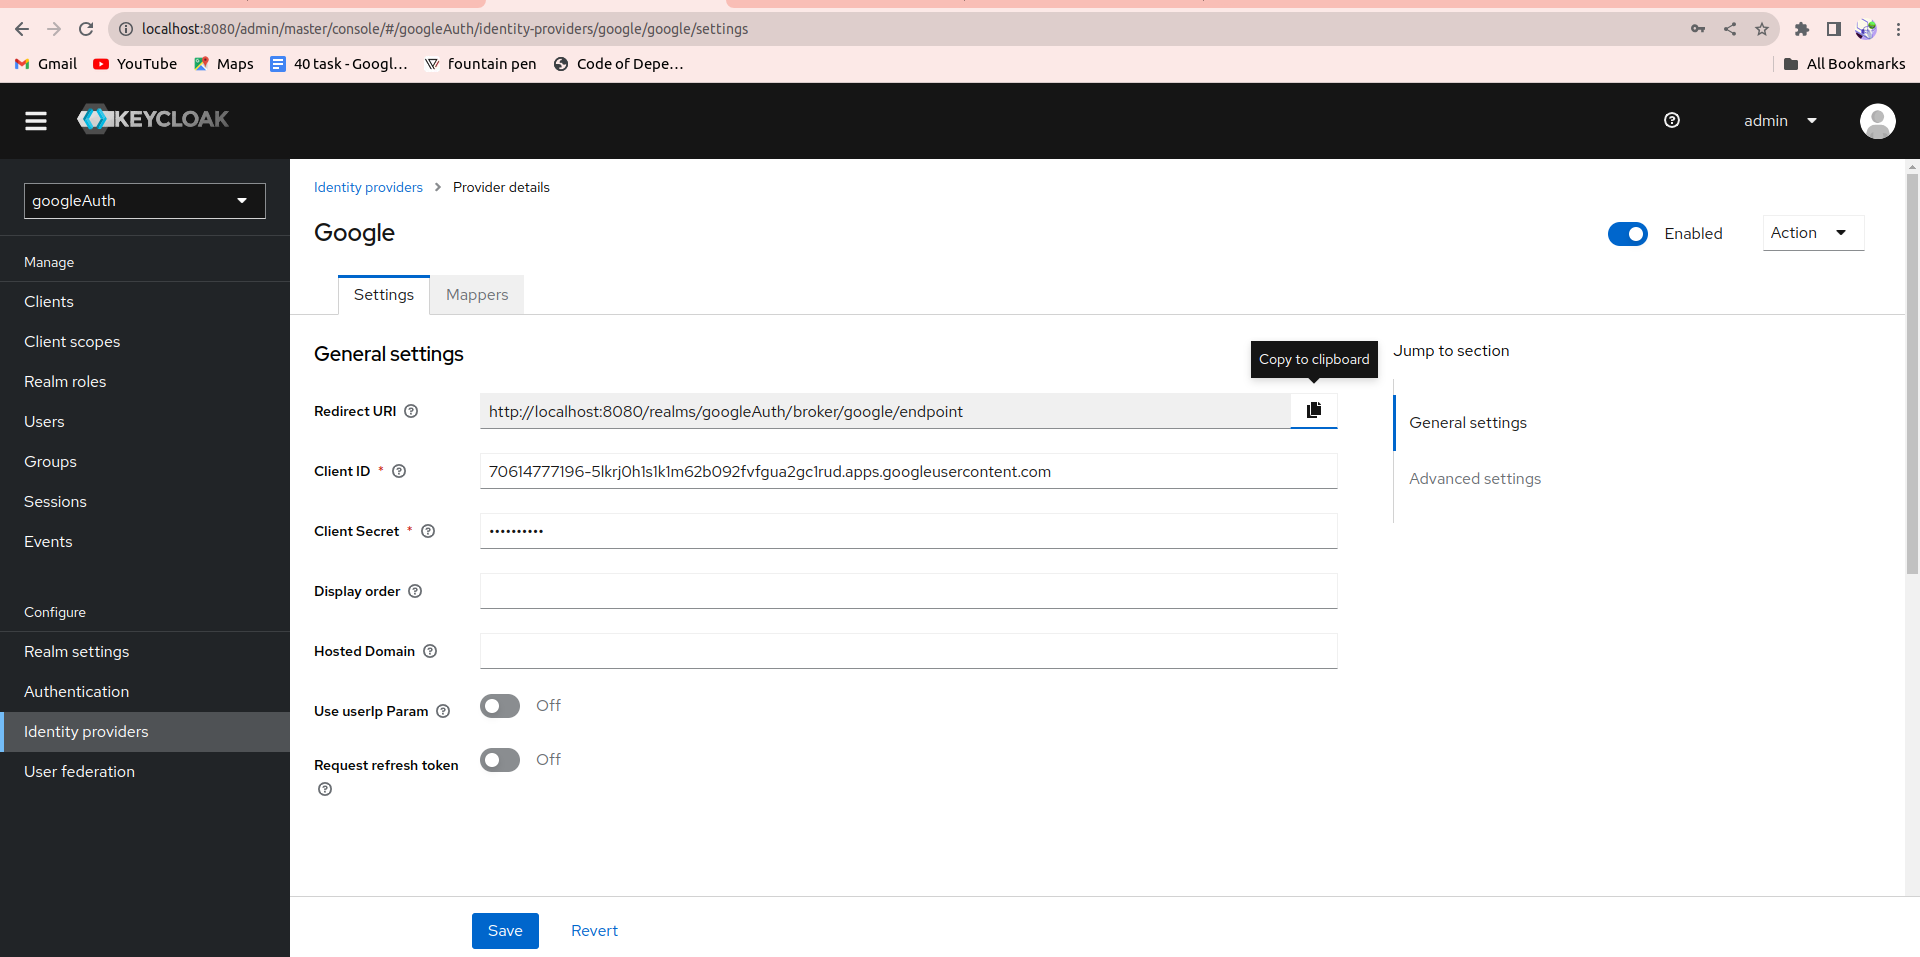 localhost:8080/admin/master/console/#/googleAuth/identity-providers/google/google/settings
Gmail YouTube Maps 40 task - Googl... fountain pen Code of Depe... All Bookmarks
KEYCLOAK
admin
googleAuth
Manage
Clients
Client scopes
Realm roles
Users
Groups
Sessions
Events
Configure
Realm settings
Authentication
Identity providers
User federation
Identity providers > Provider details
Google
Enabled
Action
Settings
Mappers
General settings
Copy to clipboard
Redirect URI
http://localhost:8080/realms/googleAuth/broker/google/endpoint
Client ID *
70614777196-5lkrj0h1s1k1m62b092fvfgua2gc1rud.apps.googleusercontent.com
Client Secret *
••••••••••
Display order
Hosted Domain
Use userIp Param
Off
Request refresh token
Off
Jump to section
General settings
Advanced settings
Save
Revert